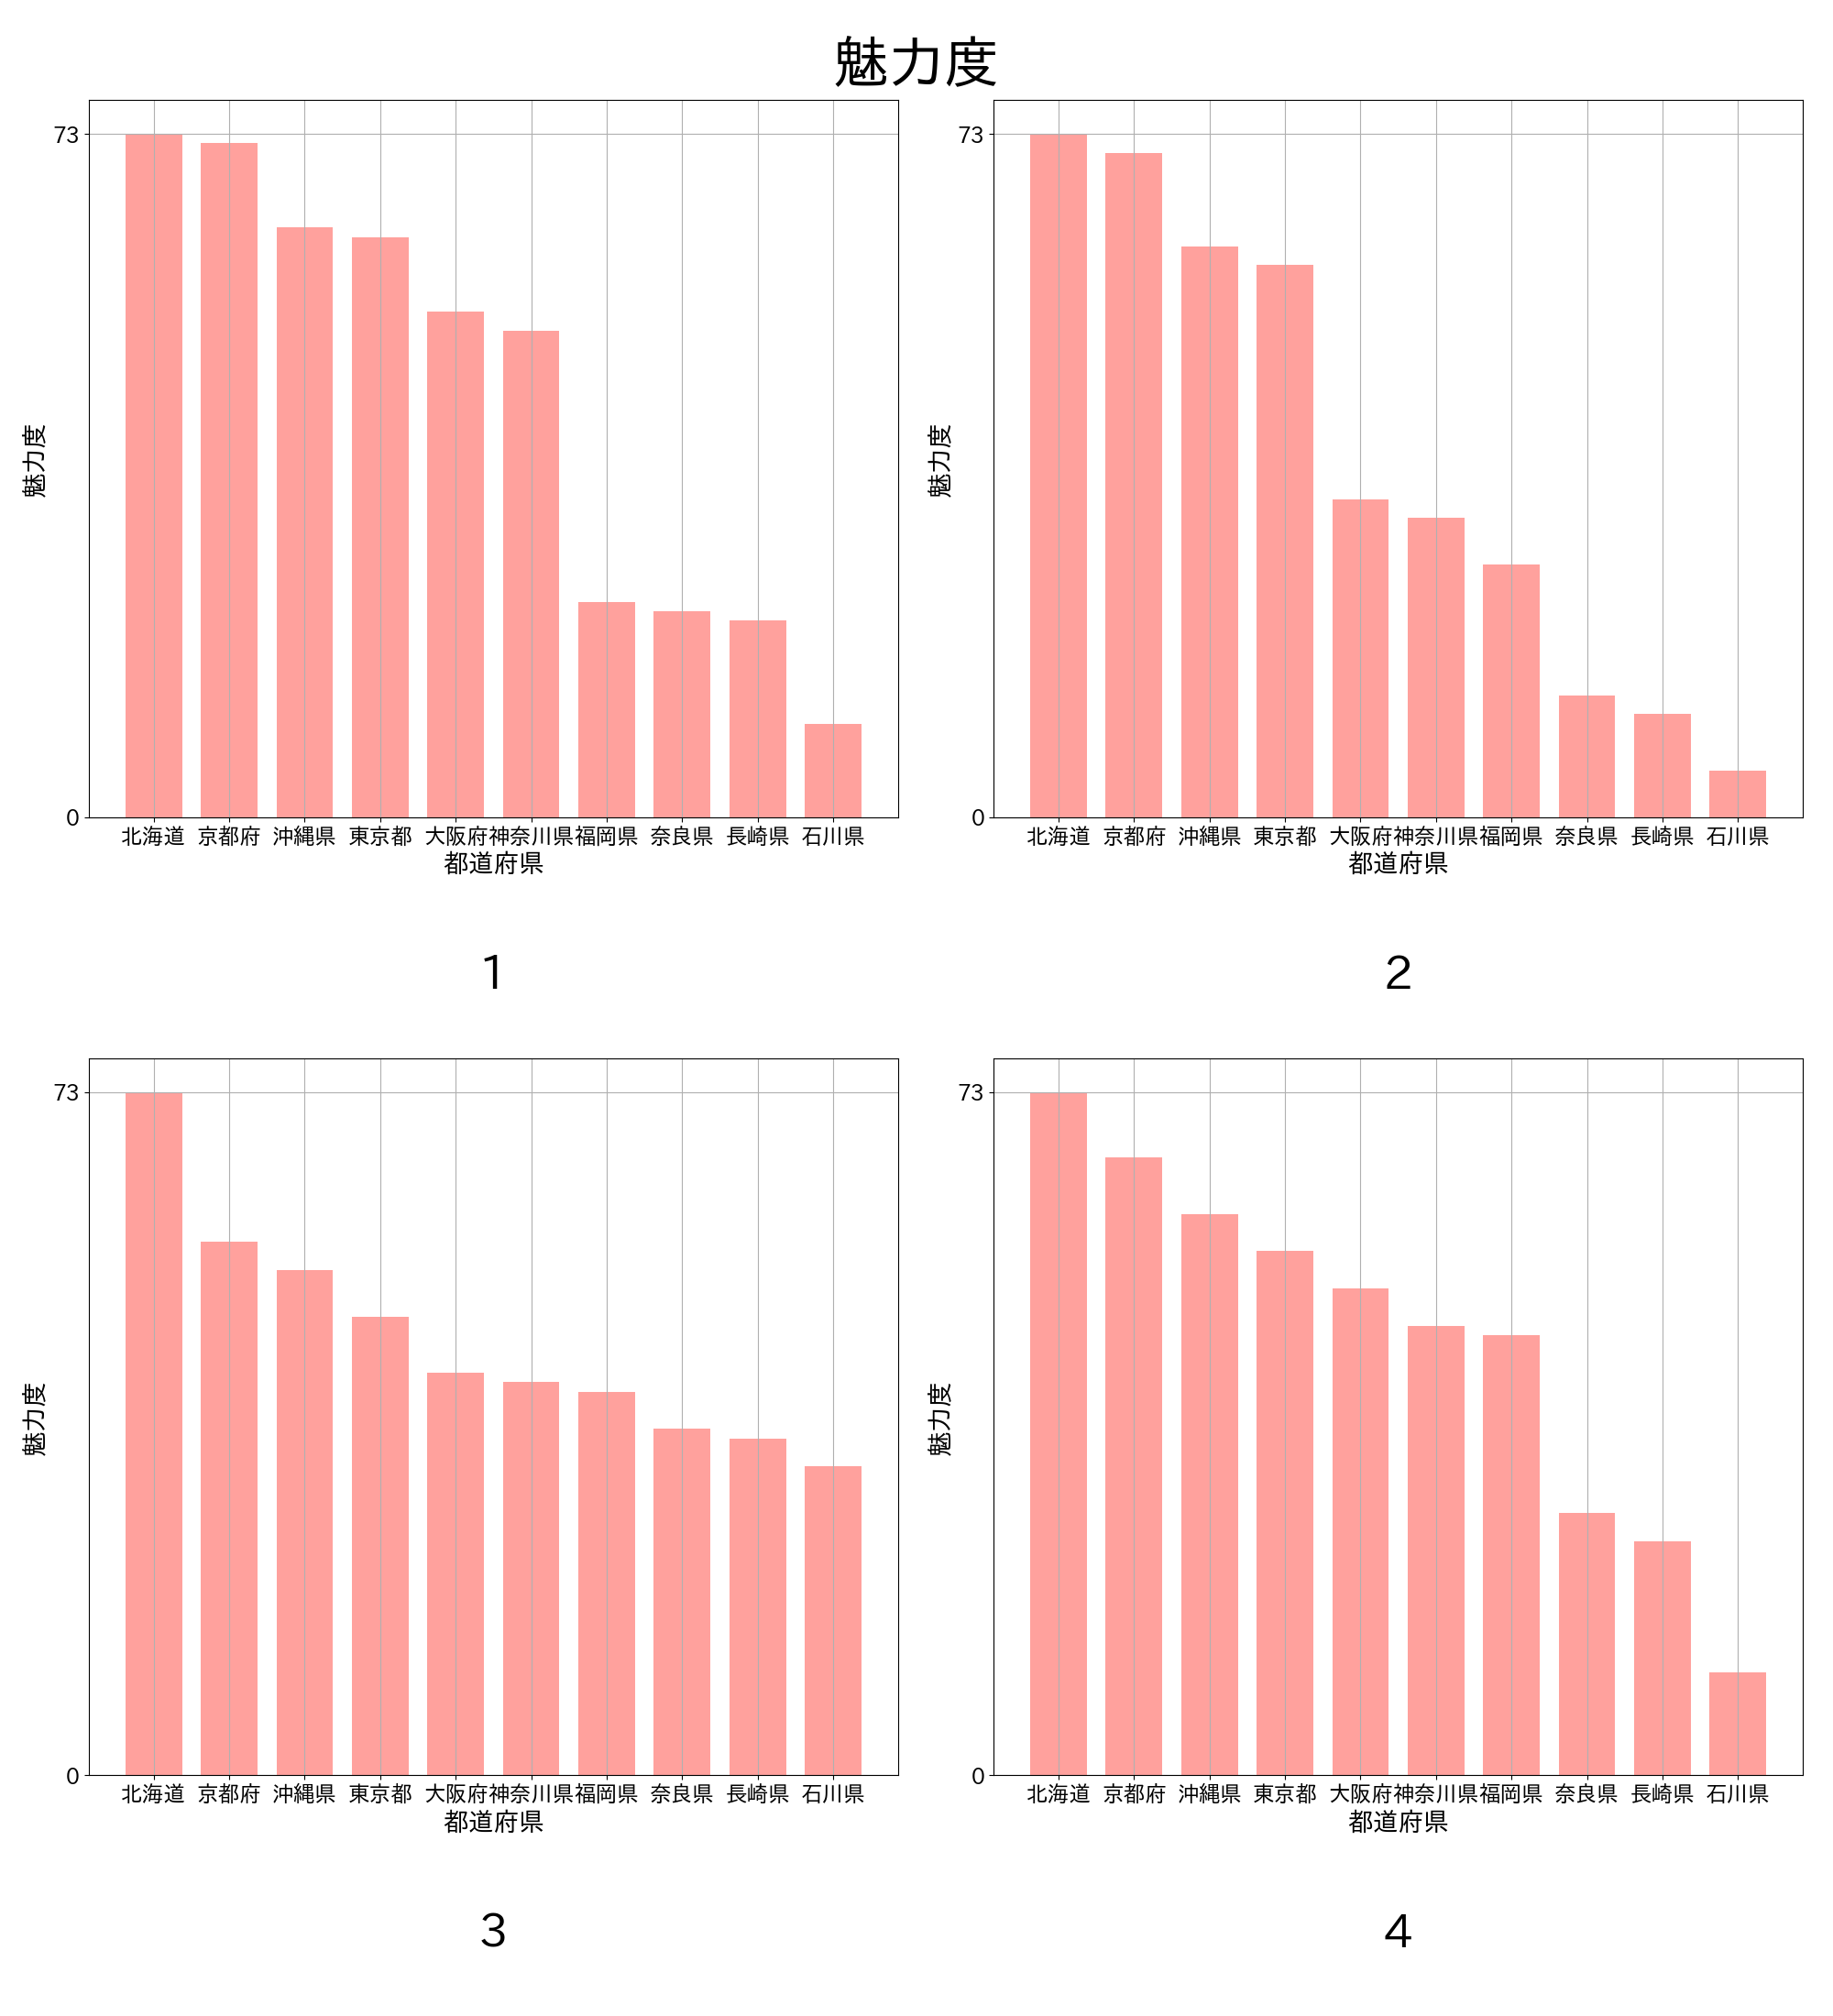 魅力度
73
0
魅力度
北海道 京都府 沖縄県 東京都 大阪府 神奈川県 福岡県 奈良県 長崎県 石川県
都道府県
1
73
0
魅力度
北海道 京都府 沖縄県 東京都 大阪府 神奈川県 福岡県 奈良県 長崎県 石川県
都道府県
2
73
0
魅力度
北海道 京都府 沖縄県 東京都 大阪府 神奈川県 福岡県 奈良県 長崎県 石川県
都道府県
3
73
0
魅力度
北海道 京都府 沖縄県 東京都 大阪府 神奈川県 福岡県 奈良県 長崎県 石川県
都道府県
4